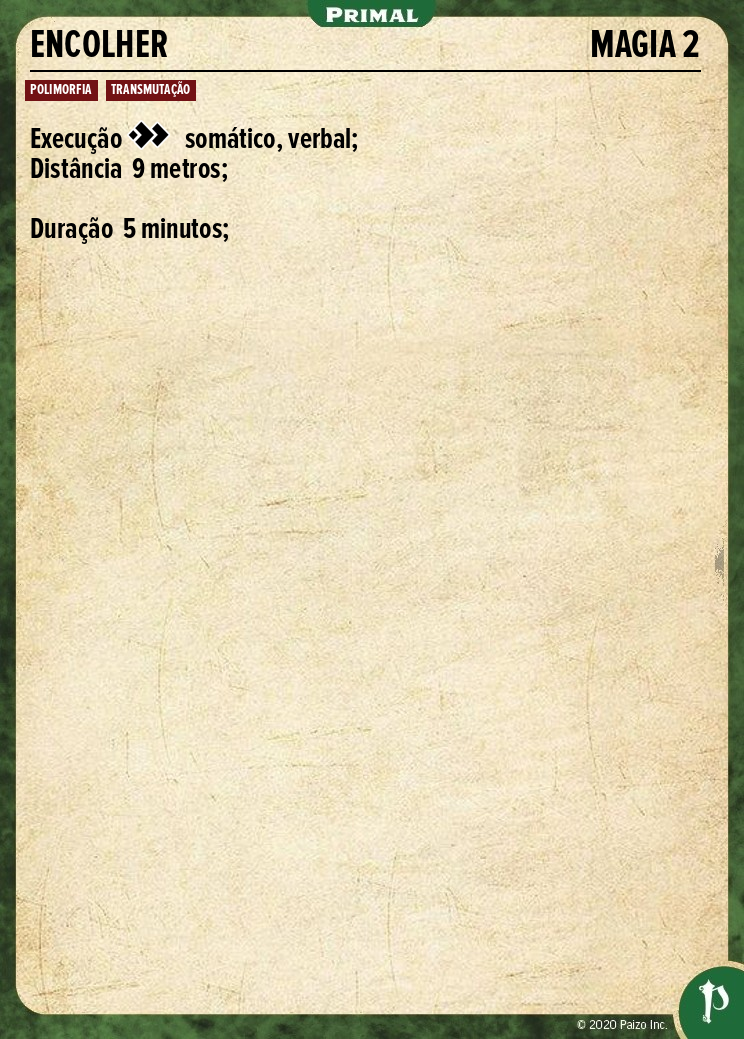 PRIMAL
ENCOLHER MAGIA 2
POLIMORFIA TRANSMUTAÇÃO
Execução somático, verbal;
Distância 9 metros;
Duração 5 minutos;
© 2020 Paizo Inc.